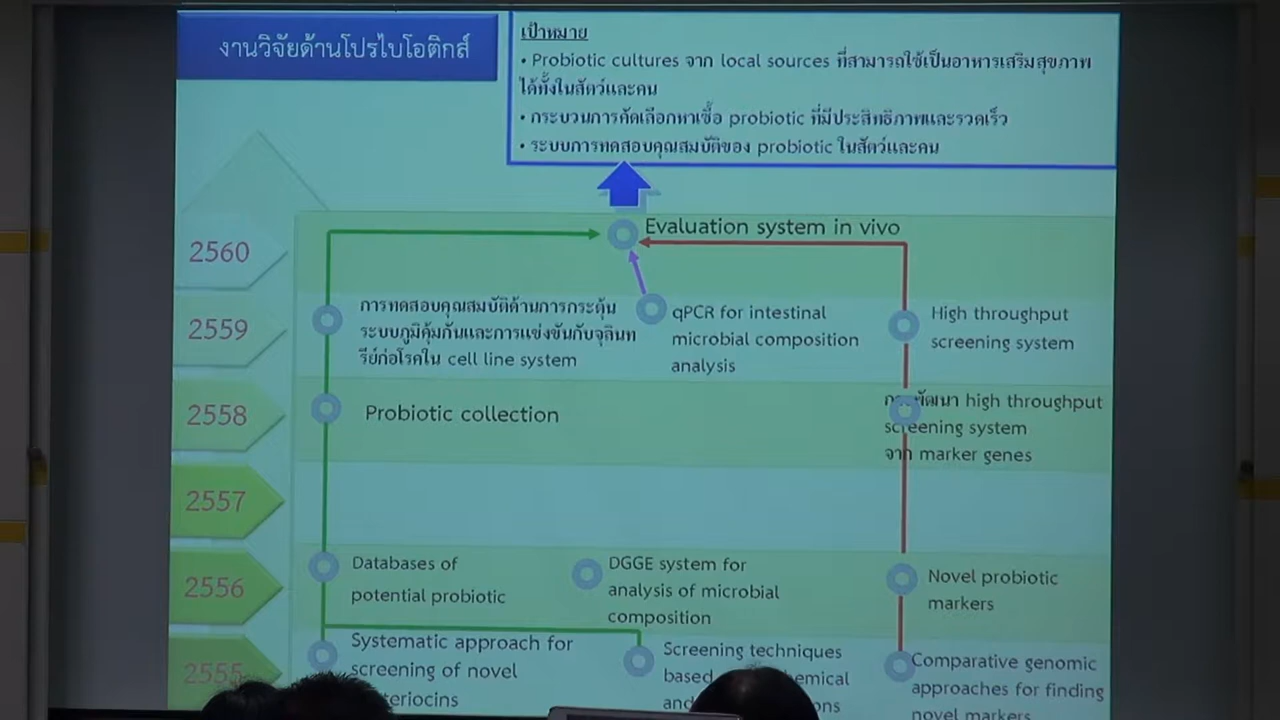 งานวิจัยด้านโปรไบโอติกส์
เป้าหมาย
• Probiotic cultures จาก local sources ที่สามารถใช้เป็นอาหารเสริมสุขภาพ
ได้ทั้งในสัตว์และคน
• กระบวนการคัดเลือกหาเชื้อ probiotic ที่มีประสิทธิภาพและรวดเร็ว
• ระบบการทดสอบคุณสมบัติของ probiotic ในสัตว์และคน
2560
Evaluation system in vivo
2559
การทดสอบคุณสมบัติด้านการกระตุ้น
ระบบภูมิคุ้มกันและการแข่งขันกับจุลินท
รีย์ก่อโรคใน cell line system
qPCR for intestinal
microbial composition
analysis
High throughput
screening system
2558
Probiotic collection
การพัฒนา high throughput
screening system
จาก marker genes
2557
2556
Databases of
potential probiotic
DGGE system for
analysis of microbial
composition
Novel probiotic
markers
2555
Systematic approach for
screening of novel
Screening techniques
based
Comparative genomic
approaches for finding
novel markers